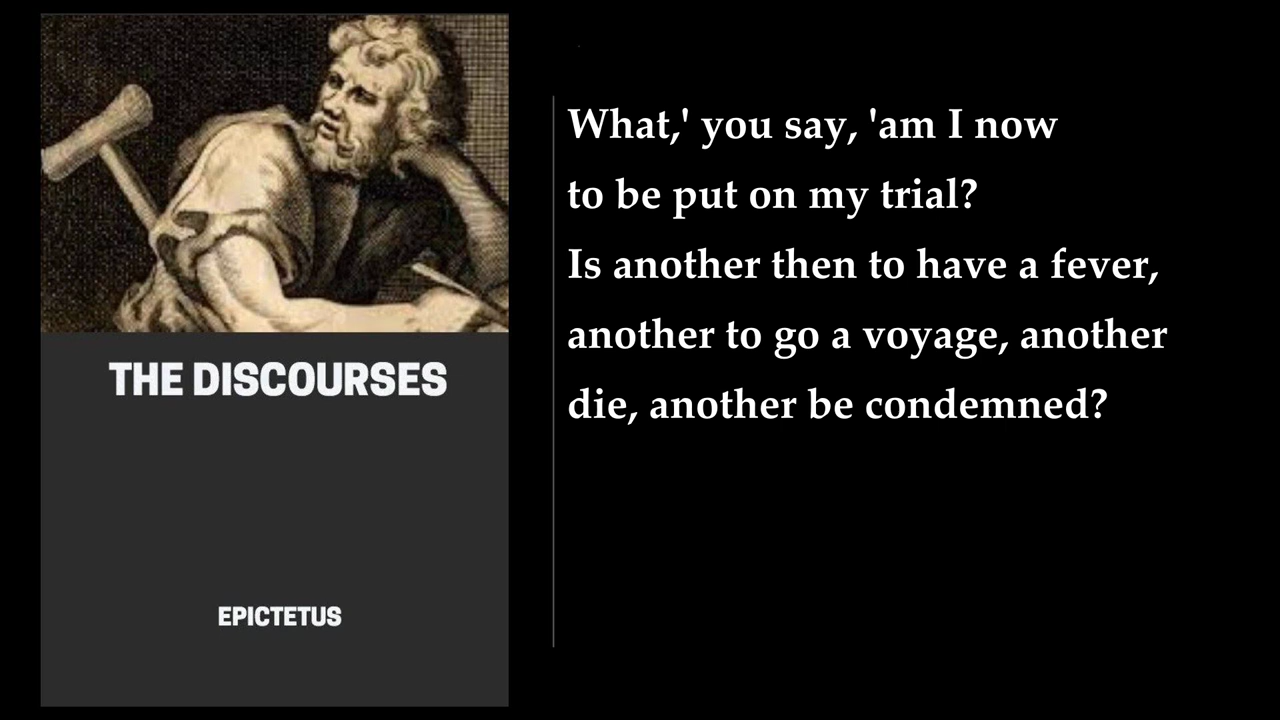 THE DISCOURSES
EPICTETUS
What,' you say, 'am I now
to be put on my trial?
Is another then to have a fever,
another to go a voyage, another
die, another be condemned?